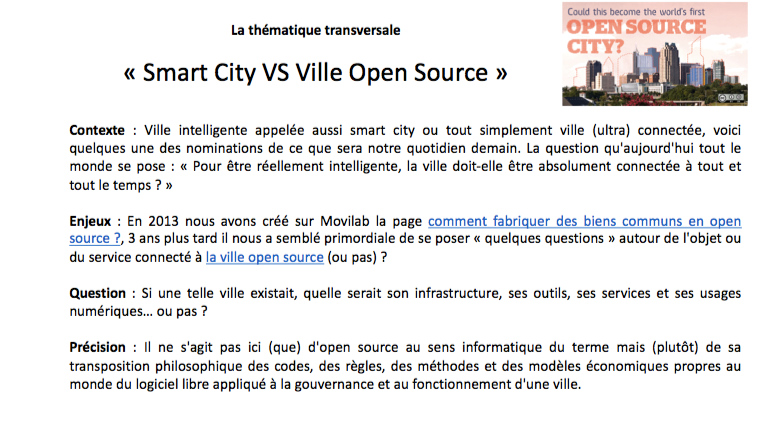 La thématique transversale
« Smart City VS Ville Open Source »
Could this become the world's first
OPEN SOURCE
CITY?
Contexte : Ville intelligente appelée aussi smart city ou tout simplement ville (ultra) connectée, voici
quelques une des nominations de ce que sera notre quotidien demain. La question qu'aujourd'hui tout le
monde se pose : « Pour être réellement intelligente, la ville doit-elle être absolument connectée à tout et
tout le temps ? »
Enjeux : En 2013 nous avons créé sur Movilab la page comment fabriquer des biens communs en open
source ?, 3 ans plus tard il nous a semblé primordiale de se poser « quelques questions » autour de l'objet ou
du service connecté à la ville open source (ou pas) ?
Question : Si une telle ville existait, quelle serait son infrastructure, ses outils, ses services et ses usages
numériques… ou pas ?
Précision : Il ne s'agit pas ici (que) d'open source au sens informatique du terme mais (plutôt) de sa
transposition philosophique des codes, des règles, des méthodes et des modèles économiques propres au
monde du logiciel libre appliqué à la gouvernance et au fonctionnement d'une ville.